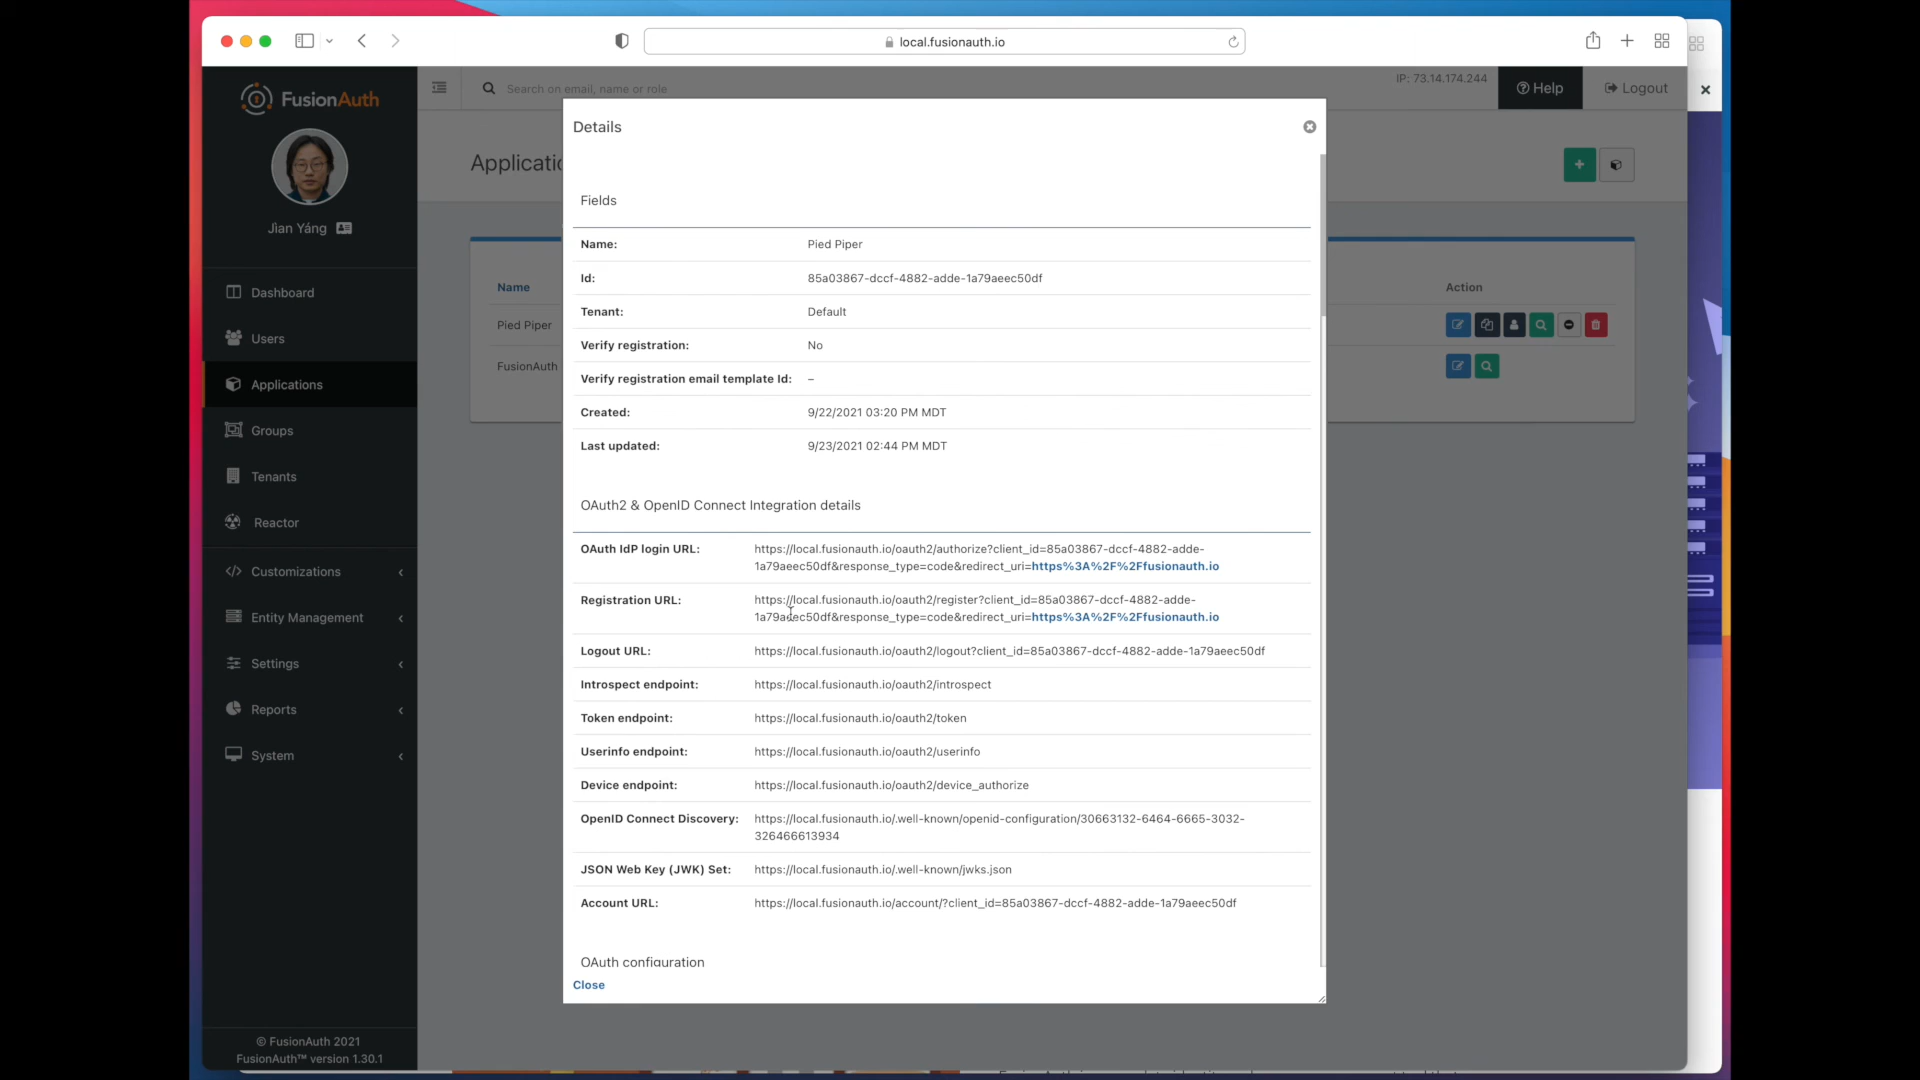 local.fusionauth.io
FusionAuth
Search on email, name or role
IP: 73.14.174.244
Help
Logout
Jìan Yáng
Dashboard
Users
Applications
Groups
Tenants
Reactor
Customizations
Entity Management
Settings
Reports
System
© FusionAuth 2021
FusionAuth™ version 1.30.1
Applicatio
Name
Action
Pied Piper
FusionAuth
Details
Fields
Name: Pied Piper
Id: 85a03867-dccf-4882-adde-1a79aeec50df
Tenant: Default
Verify registration: No
Verify registration email template Id: –
Created: 9/22/2021 03:20 PM MDT
Last updated: 9/23/2021 02:44 PM MDT
OAuth2 & OpenID Connect Integration details
OAuth IdP login URL: https://local.fusionauth.io/oauth2/authorize?client_id=85a03867-dccf-4882-adde-
1a79aeec50df&response_type=code&redirect_uri=https%3A%2F%2Ffusionauth.io
Registration URL: https://local.fusionauth.io/oauth2/register?client_id=85a03867-dccf-4882-adde-
1a79aeec50df&response_type=code&redirect_uri=https%3A%2F%2Ffusionauth.io
Logout URL: https://local.fusionauth.io/oauth2/logout?client_id=85a03867-dccf-4882-adde-1a79aeec50df
Introspect endpoint: https://local.fusionauth.io/oauth2/introspect
Token endpoint: https://local.fusionauth.io/oauth2/token
Userinfo endpoint: https://local.fusionauth.io/oauth2/userinfo
Device endpoint: https://local.fusionauth.io/oauth2/device_authorize
OpenID Connect Discovery: https://local.fusionauth.io/.well-known/openid-configuration/30663132-6464-6665-3032-
326466613934
JSON Web Key (JWK) Set: https://local.fusionauth.io/.well-known/jwks.json
Account URL: https://local.fusionauth.io/account/?client_id=85a03867-dccf-4882-adde-1a79aeec50df
OAuth configuration
Close